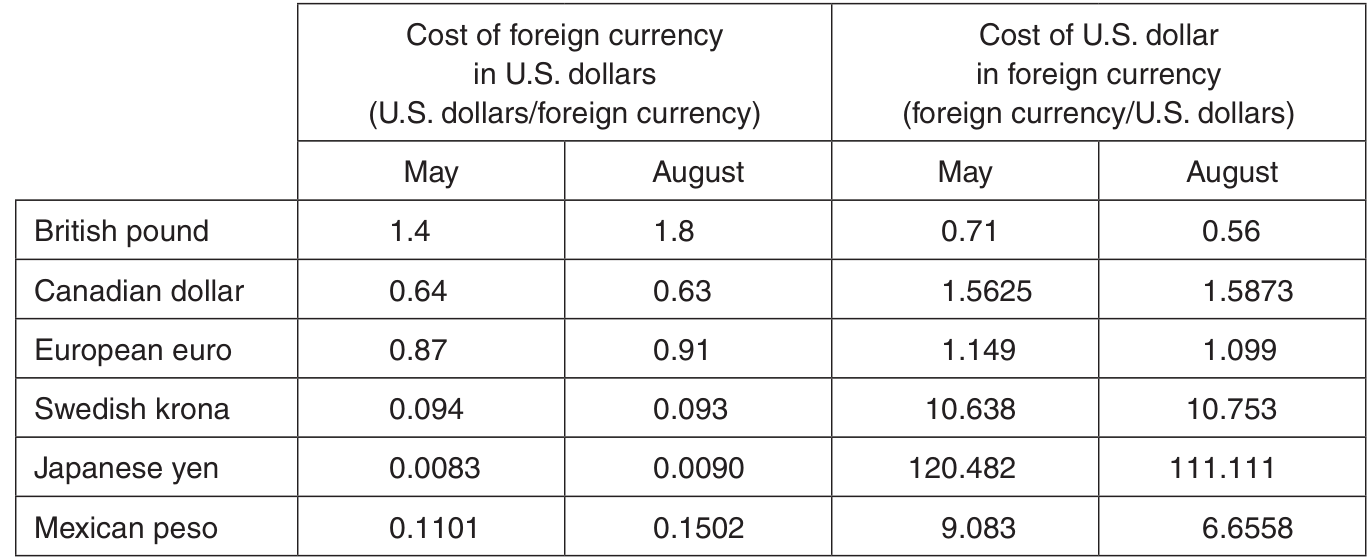 Cost of foreign currency
in U.S. dollars
(U.S. dollars/foreign currency)
Cost of U.S. dollar
in foreign currency
(foreign currency/U.S. dollars)
May August May August
British pound 1.4 1.8 0.71 0.56
Canadian dollar 0.64 0.63 1.5625 1.5873
European euro 0.87 0.91 1.149 1.099
Swedish krona 0.094 0.093 10.638 10.753
Japanese yen 0.0083 0.0090 120.482 111.111
Mexican peso 0.1101 0.1502 9.083 6.6558